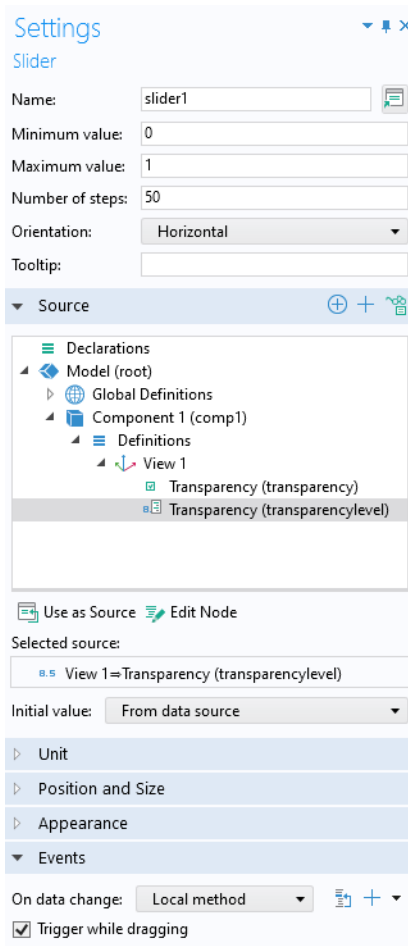 Settings
Slider
Name: slider1
Minimum value: 0
Maximum value: 1
Number of steps: 50
Orientation: Horizontal
Tooltip:
Source
Declarations
Model (root)
Global Definitions
Component 1 (comp1)
Definitions
View 1
Transparency (transparency)
Transparency (transparencylevel)
Use as Source Edit Node
Selected source:
8.5 View 1⇒Transparency (transparencylevel)
Initial value: From data source
Unit
Position and Size
Appearance
Events
On data change: Local method
Trigger while dragging